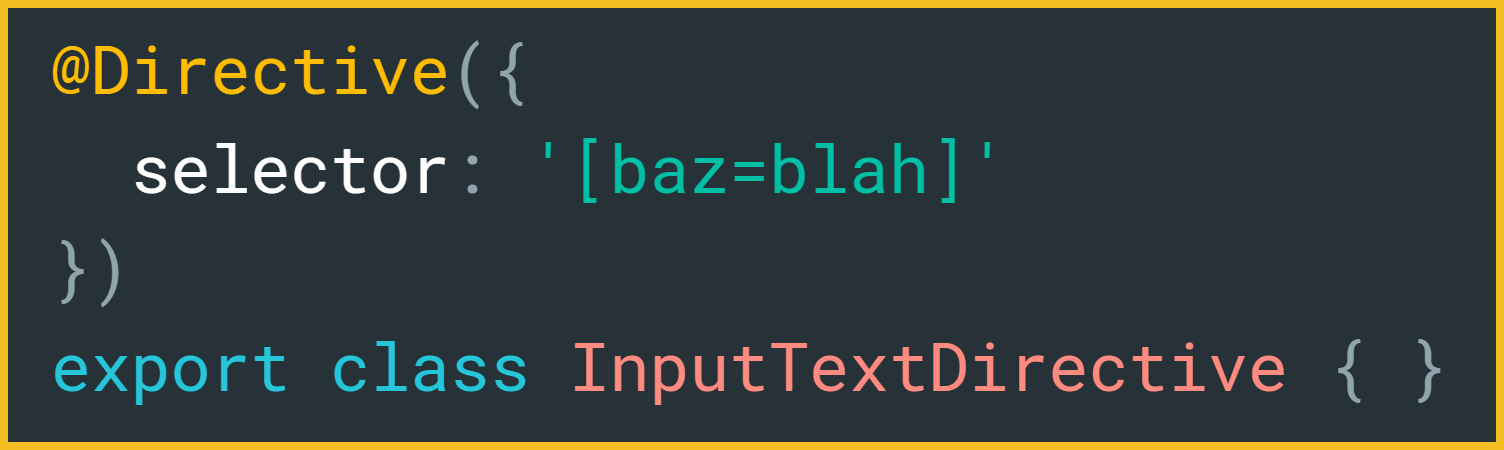 @Directive({
  selector: '[baz=blah]'
})
export class InputTextDirective { }